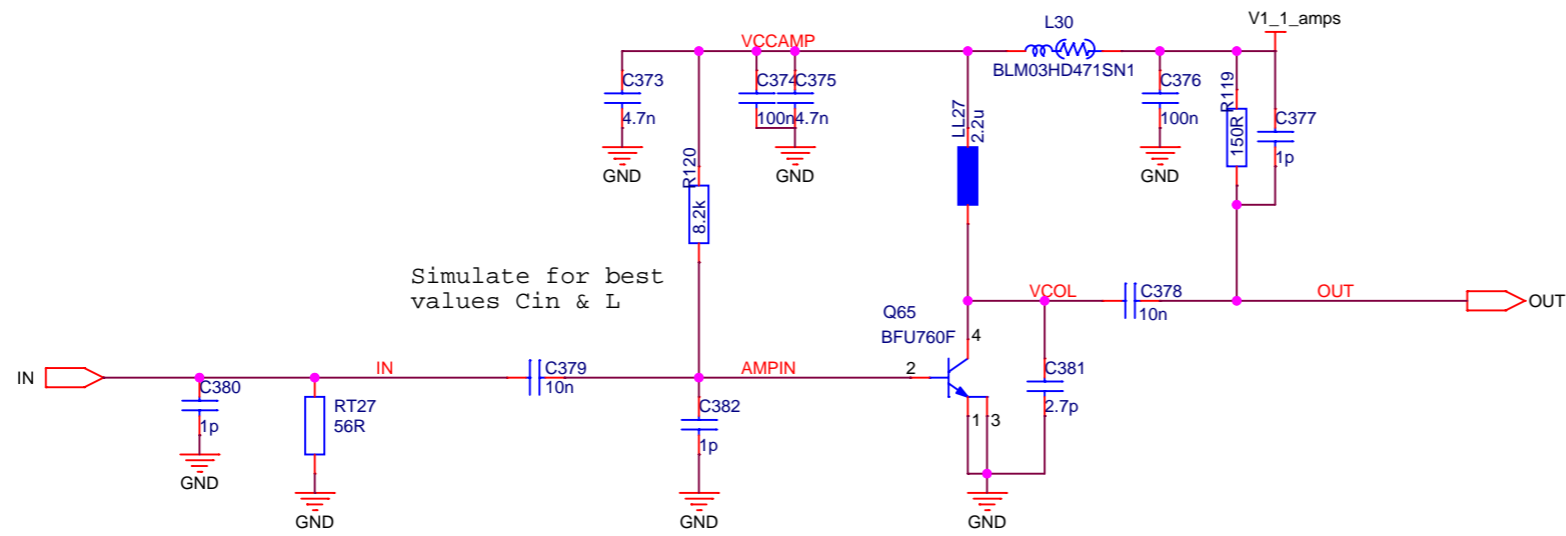 V1_1_amps
L30
VCCAMP
BLM03HD471SN1
C373
4.7n
C374
100n
C375
4.7n
C376
100n
R119
150R
C377
1p
LL27
2.2u
R120
8.2k
GND
GND
GND
Simulate for best
values Cin & L
VCOL
C378
10n
OUT
OUT
Q65
BFU760F
4
2
1
3
IN
IN
C379
10n
AMPIN
C380
1p
RT27
56R
C382
1p
C381
2.7p
GND
GND
GND
GND